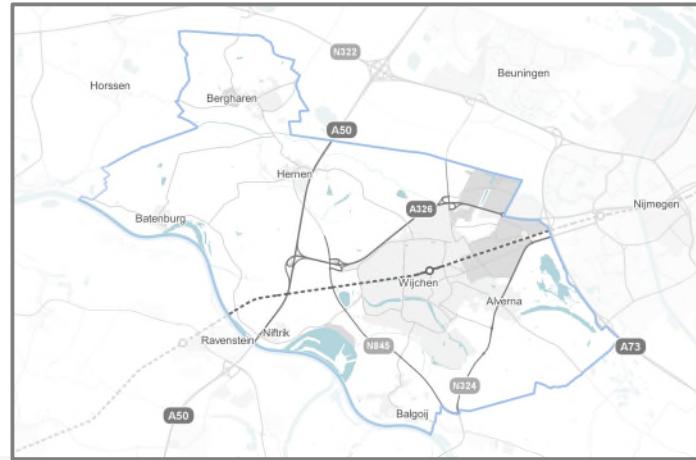 N322
Horssen
Beuningen
Bergharen
A50
Hernen
Nijmegen
A326
Batenburg
Wijchen
Alverna
Niftrik
Ravenstein
N845
A73
N324
A50
Balgoij